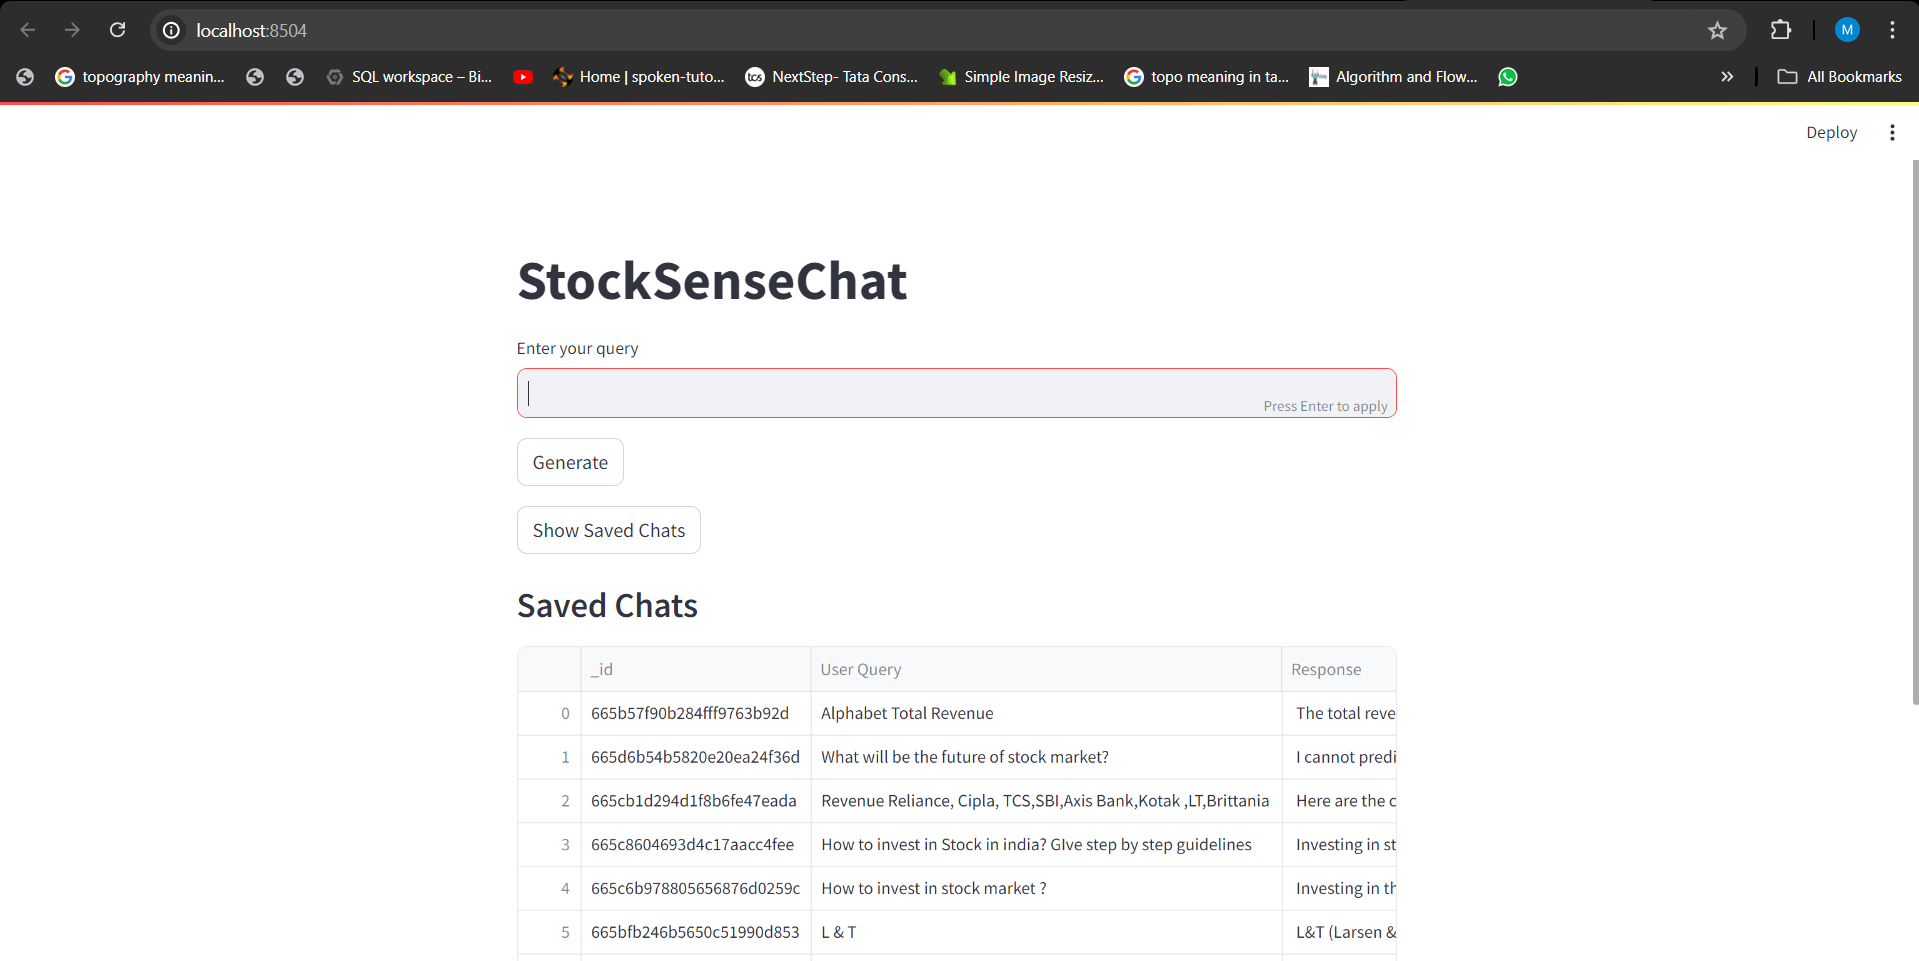 localhost:8504
M
topography meanin...
SQL workspace – Bi...
Home | spoken-tuto...
tcs
NextStep- Tata Cons...
Simple Image Resiz...
topo meaning in ta...
Algorithm and Flow...
All Bookmarks
Deploy
StockSenseChat
Enter your query
Press Enter to apply
Generate
Show Saved Chats
Saved Chats
_id User Query Response
0 665b57f90b284fff9763b92d Alphabet Total Revenue The total reve
1 665d6b54b5820e20ea24f36d What will be the future of stock market? I cannot predi
2 665cb1d294d1f8b6fe47eada Revenue Reliance, Cipla, TCS,SBI,Axis Bank,Kotak ,LT,Brittania Here are the c
3 665c8604693d4c17aacc4fee How to invest in Stock in india? GIve step by step guidelines Investing in st
4 665c6b978805656876d0259c How to invest in stock market ? Investing in th
5 665bfb246b5650c51990d853 L & T L&T (Larsen &